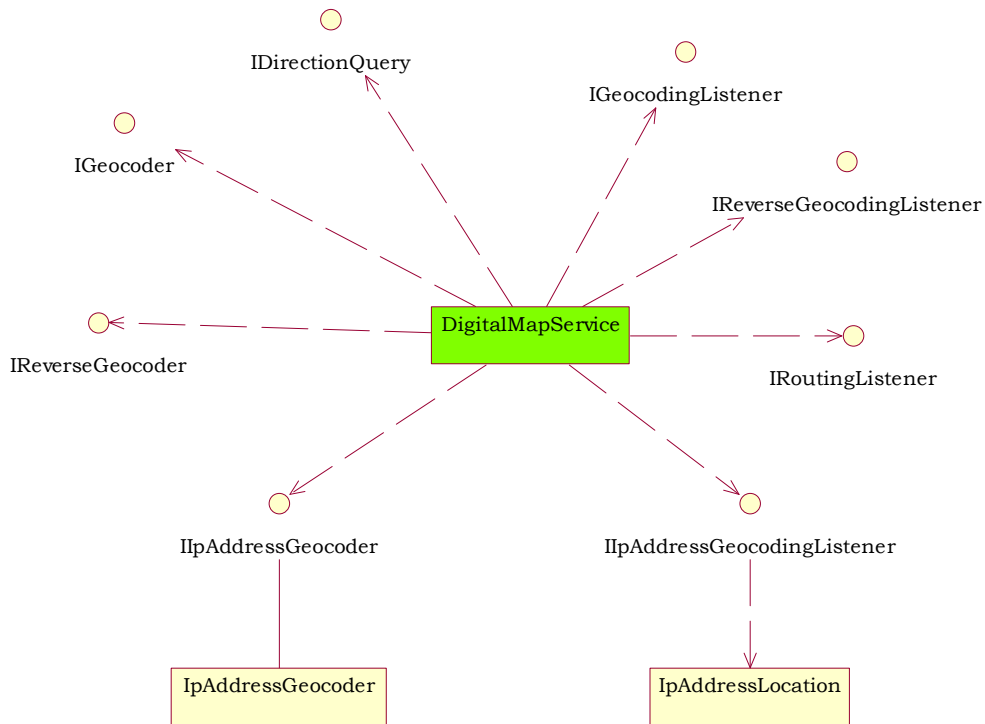 IDirectionQuery
IGeocodingListener
IGeocoder
IReverseGeocodingListener
DigitalMapService
IReverseGeocoder
IRoutingListener
IIpAddressGeocoder
IIpAddressGeocodingListener
IpAddressGeocoder
IpAddressLocation